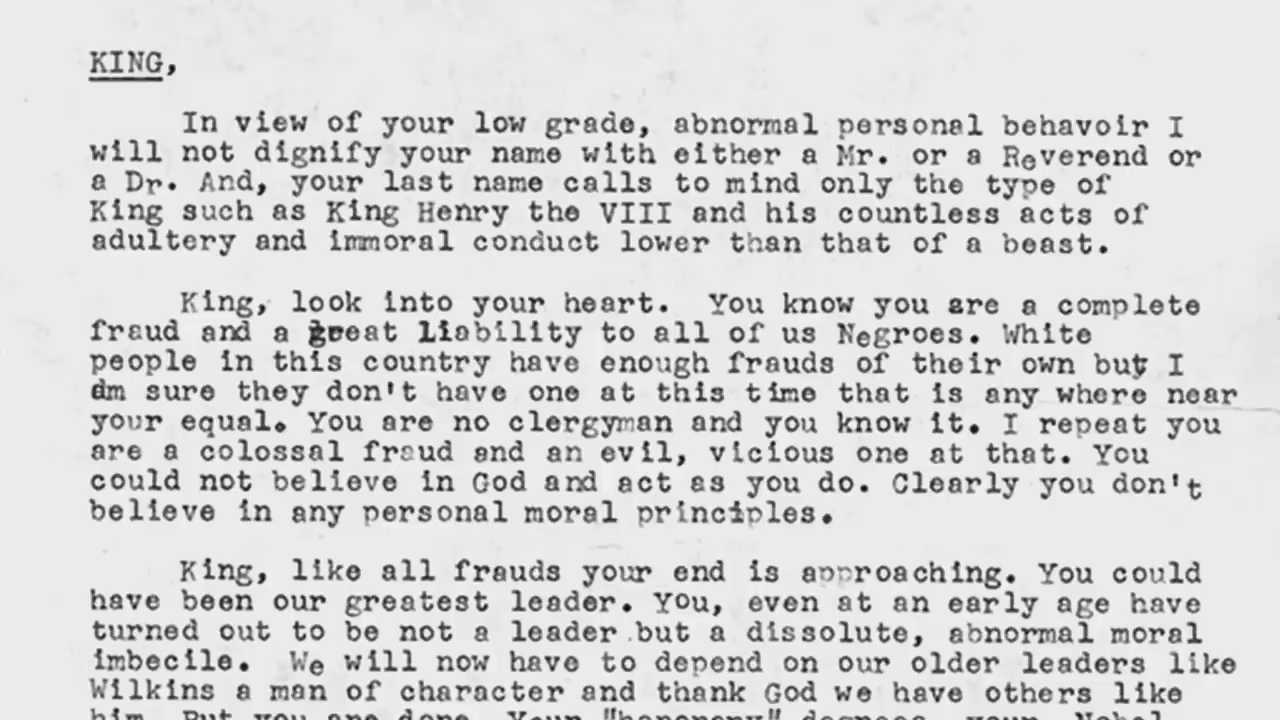 KING,
In view of your low grade, abnormal personal behavoir I
will not dignify your name with either a Mr. or a Reverend or
a Dr. And, your last name calls to mind only the type of
King such as King Henry the VIII and his countless acts of
adultery and immoral conduct lower than that of a beast.
King, look into your heart. You know you are a complete
fraud and a great liability to all of us Negroes. White
people in this country have enough frauds of their own but I
am sure they don't have one at this time that is any where near
your equal. You are no clergyman and you know it. I repeat you
are a colossal fraud and an evil, vicious one at that. You
could not believe in God and act as you do. Clearly you don't
believe in any personal moral principles.
King, like all frauds your end is approaching. You could
have been our greatest leader. You, even at an early age have
turned out to be not a leader but a dissolute, abnormal moral
imbecile. We will now have to depend on our older leaders like
Wilkins a man of character and thank God we have others like
him. But you are done. Your "honorary" degrees, your Nobel